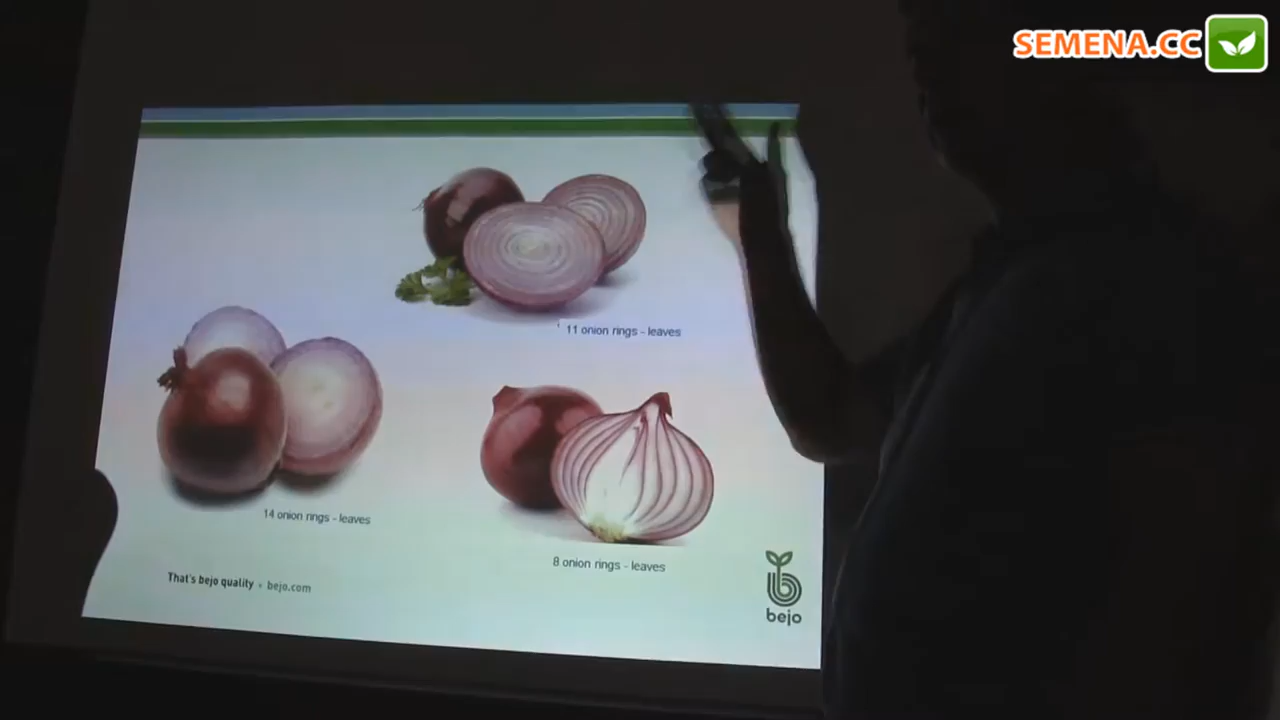 SEMENA.CC
11 onion rings - leaves
14 onion rings - leaves
8 onion rings - leaves
That's bejo quality • bejo.com
bejo